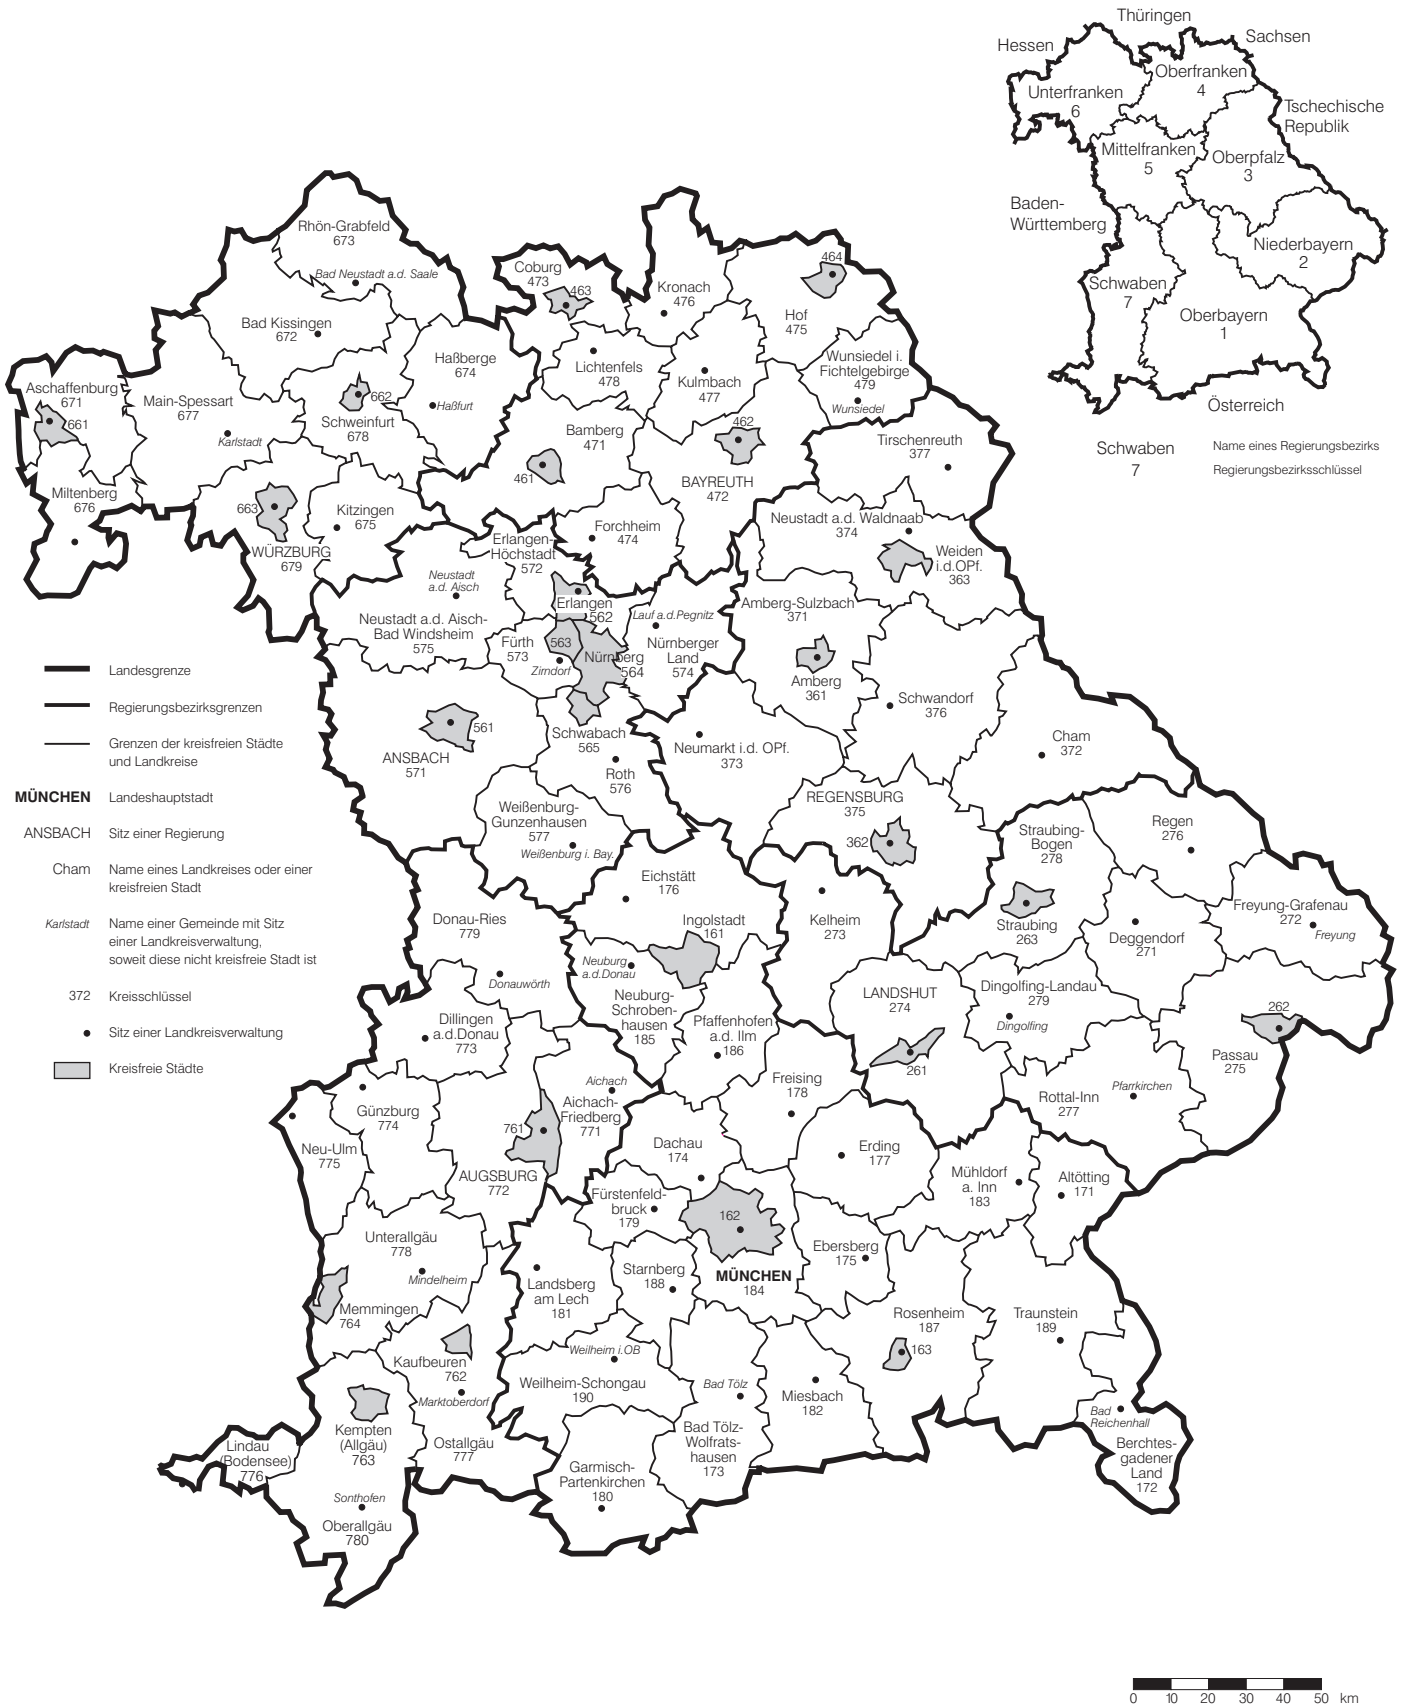 Thüringen
Hessen
Sachsen
Oberfranken
4
Unterfranken
6
Tschechische
Republik
Mittelfranken
5
Oberpfalz
3
Baden-
Württemberg
Niederbayern
2
Schwaben
7
Oberbayern
1
Österreich
Schwaben
7
Name eines Regierungsbezirks
Regierungsbezirksschlüssel
Rhön-Grabfeld
673
Bad Neustadt a.d. Saale
Coburg
473
463
Kronach
476
464
Hof
475
Bad Kissingen
672
Haßberge
674
Haßfurt
Lichtenfels
478
Kulmbach
477
Wunsiedel i.
Fichtelgebirge
479
Wunsiedel
Aschaffenburg
671
661
Main-Spessart
677
Karlstadt
662
Schweinfurt
678
Bamberg
471
461
462
BAYREUTH
472
Tirschenreuth
377
Miltenberg
676
663
WÜRZBURG
679
Kitzingen
675
Forchheim
474
Erlangen-
Höchstadt
572
Neustadt a.d. Waldnaab
374
Weiden
i.d.OPf.
363
Neustadt
a.d. Aisch
Neustadt a.d. Aisch-
Bad Windsheim
575
Erlangen
562
Lauf a.d.Pegnitz
Nürnberger
Land
574
Amberg-Sulzbach
371
Fürth
573
563
Zirndorf
Nürnberg
564
Amberg
361
Schwandorf
376
561
ANSBACH
571
Schwabach
565
Roth
576
Neumarkt i.d. OPf.
373
Cham
372
Weißenburg-
Gunzenhausen
577
Weißenburg i. Bay.
REGENSBURG
375
362
Straubing-
Bogen
278
Regen
276
Landesgrenze
Regierungsbezirksgrenzen
Grenzen der kreisfreien Städte
und Landkreise
MÜNCHEN
Landeshauptstadt
ANSBACH
Sitz einer Regierung
Cham
Name eines Landkreises oder einer
kreisfreien Stadt
Karlstadt
Name einer Gemeinde mit Sitz
einer Landkreisverwaltung,
soweit diese nicht kreisfreie Stadt ist
372
Kreisschlüssel
Sitz einer Landkreisverwaltung
Kreisfreie Städte
Eichstätt
176
Donau-Ries
779
Donauwörth
Ingolstadt
161
Kelheim
273
Straubing
263
Deggendorf
271
Freyung-Grafenau
272
Freyung
Neuburg
a.d.Donau
Neuburg-
Schroben-
hausen
185
Pfaffenhofen
a.d. Ilm
186
LANDSHUT
274
261
Dingolfing-Landau
279
Dingolfing
262
Passau
275
Dillingen
a.d.Donau
773
Aichach
Aichach-
Friedberg
771
Freising
178
Rottal-Inn
277
Pfarrkirchen
Günzburg
774
Neu-Ulm
775
761
AUGSBURG
772
Dachau
174
Erding
177
Mühldorf
a. Inn
183
Altötting
171
Fürstenfeld-
bruck
179
162
MÜNCHEN
184
Ebersberg
175
Unterallgäu
778
Mindelheim
Memmingen
764
Landsberg
am Lech
181
Starnberg
188
Rosenheim
187
163
Traunstein
189
Kaufbeuren
762
Marktoberdorf
Weilheim i.OB
Weilheim-Schongau
190
Bad Tölz
Bad Tölz-
Wolfrats-
hausen
173
Miesbach
182
Bad
Reichenhall
Berchtes-
gadener
Land
172
Kempten
(Allgäu)
763
Ostallgäu
777
Lindau
(Bodensee)
776
Garmisch-
Partenkirchen
180
Sonthofen
Oberallgäu
780
0 10 20 30 40 50 km